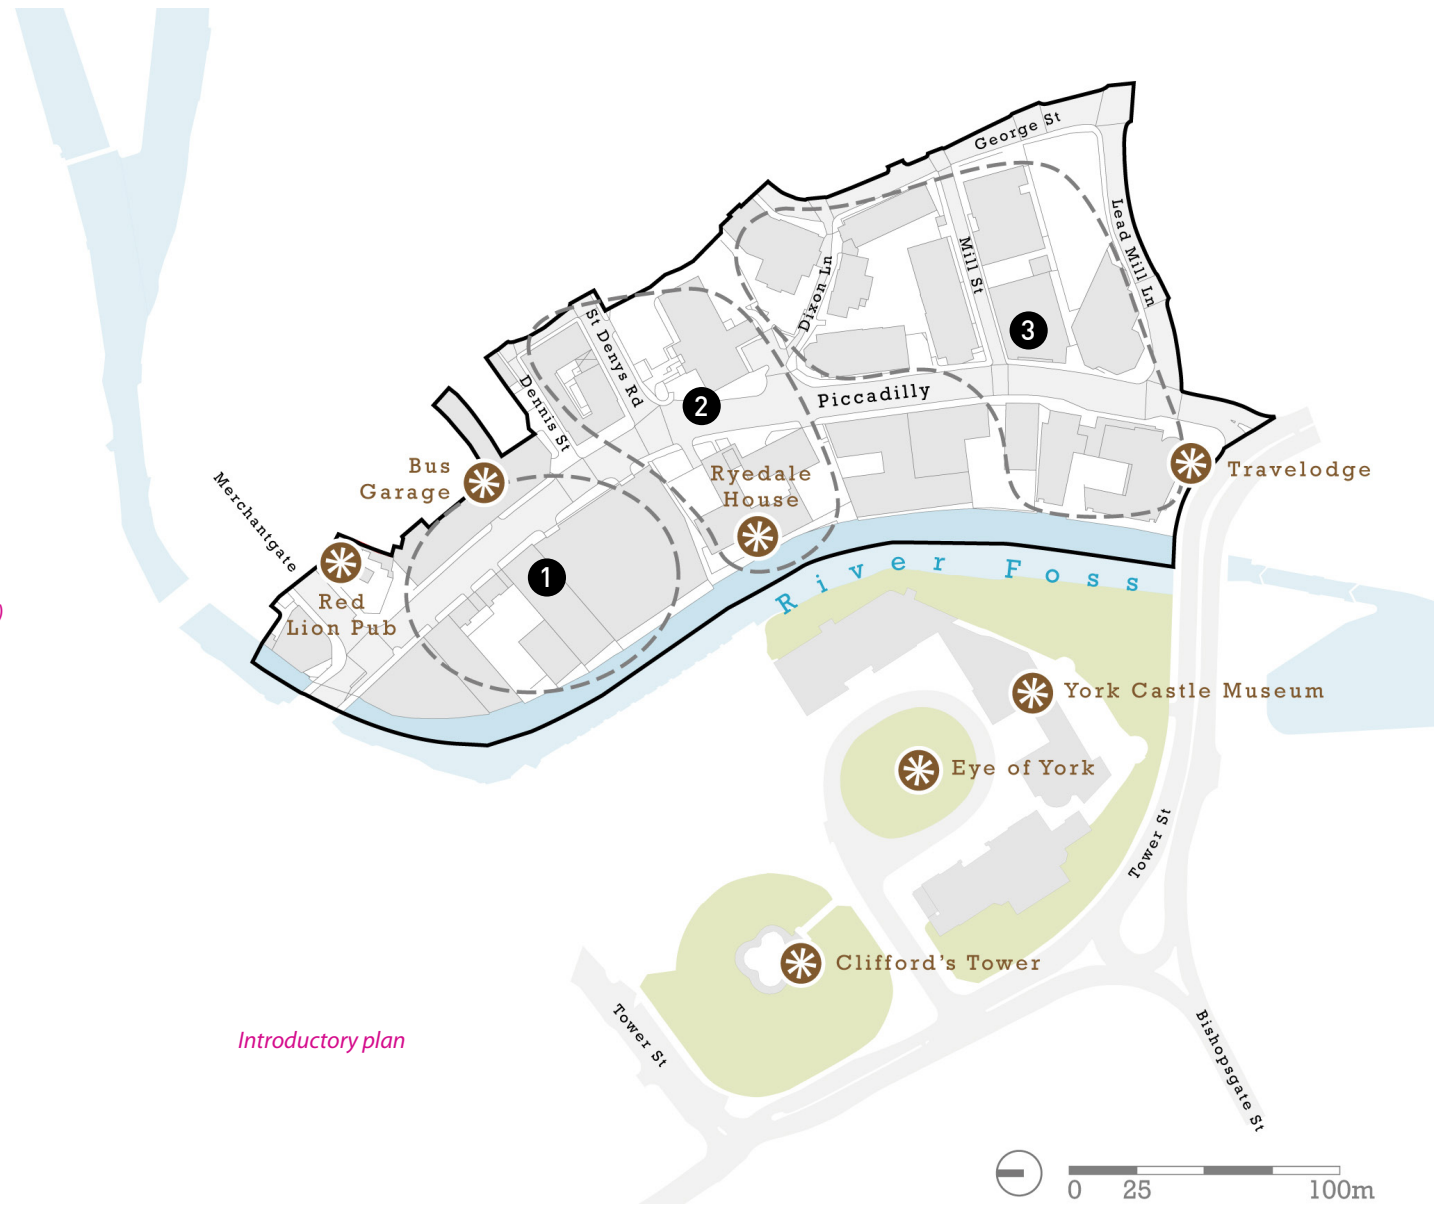 George St
Lead Mill Ln
Mill St
Dixon Ln
3
St Denys Rd
Piccadilly
2
Dennis St
Bus
Garage
Ryedale
House
Travelodge
Merchantgate
1
Red
Lion Pub
River Foss
)
York Castle Museum
Eye of York
Tower St
Clifford’s Tower
Tower St
Introductory plan
Bishopsgate St
0 25 100m